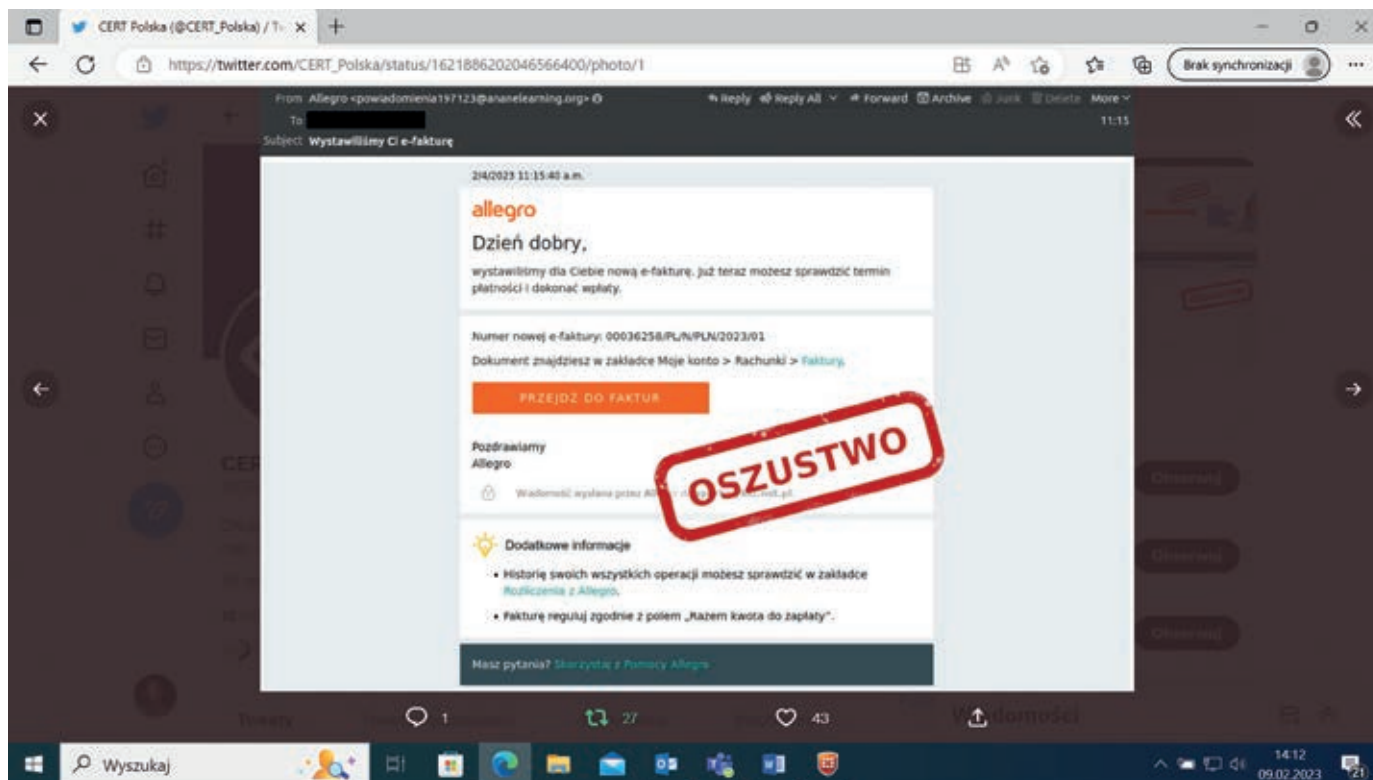 CERT Polska (@CERT_Polska) / Tw
https://twitter.com/CERT_Polska/status/1621886202046566400/photo/1
Brak synchronizacji
From Allegro <powiadomienia197123@ananelearning.org>
Reply Reply All Forward Archive Junk Delete More
To
11:15
Subject Wystawiliśmy Ci e-fakturę
2/4/2023 11:15:40 a.m.
allegro
Dzień dobry,
wystawiliśmy dla Ciebie nową e-fakturę. Już teraz możesz sprawdzić termin
płatności i dokonać wpłaty.
Numer nowej e-faktury: 00036258/PL/N/PLN/2023/01
Dokument znajdziesz w zakładce Moje konto > Rachunki > Faktury.
PRZEJDŹ DO FAKTUR
Pozdrawiamy
Allegro
OSZUSTWO
Wiadomość wysłana przez
Dodatkowe informacje
• Historię swoich wszystkich operacji możesz sprawdzić w zakładce
Rozliczenia z Allegro.
• Fakturę reguluj zgodnie z polem „Razem kwota do zapłaty".
Masz pytania? Skorzystaj z Pomocy Allegro
CER
Obserwuj
Obserwuj
Obserwuj
1
27
43
Tweety
Wiadomości
Wyszukaj
14:12
09.02.2023
21